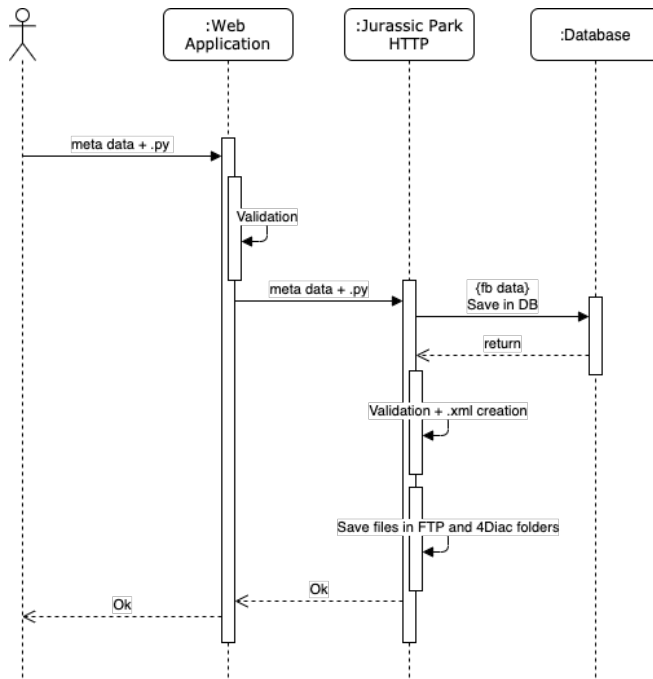 :Web
Application
:Jurassic Park
HTTP
:Database
meta data + .py
Validation
meta data + .py
{fb data}
Save in DB
return
Validation + .xml creation
Save files in FTP and 4Diac folders
Ok
Ok